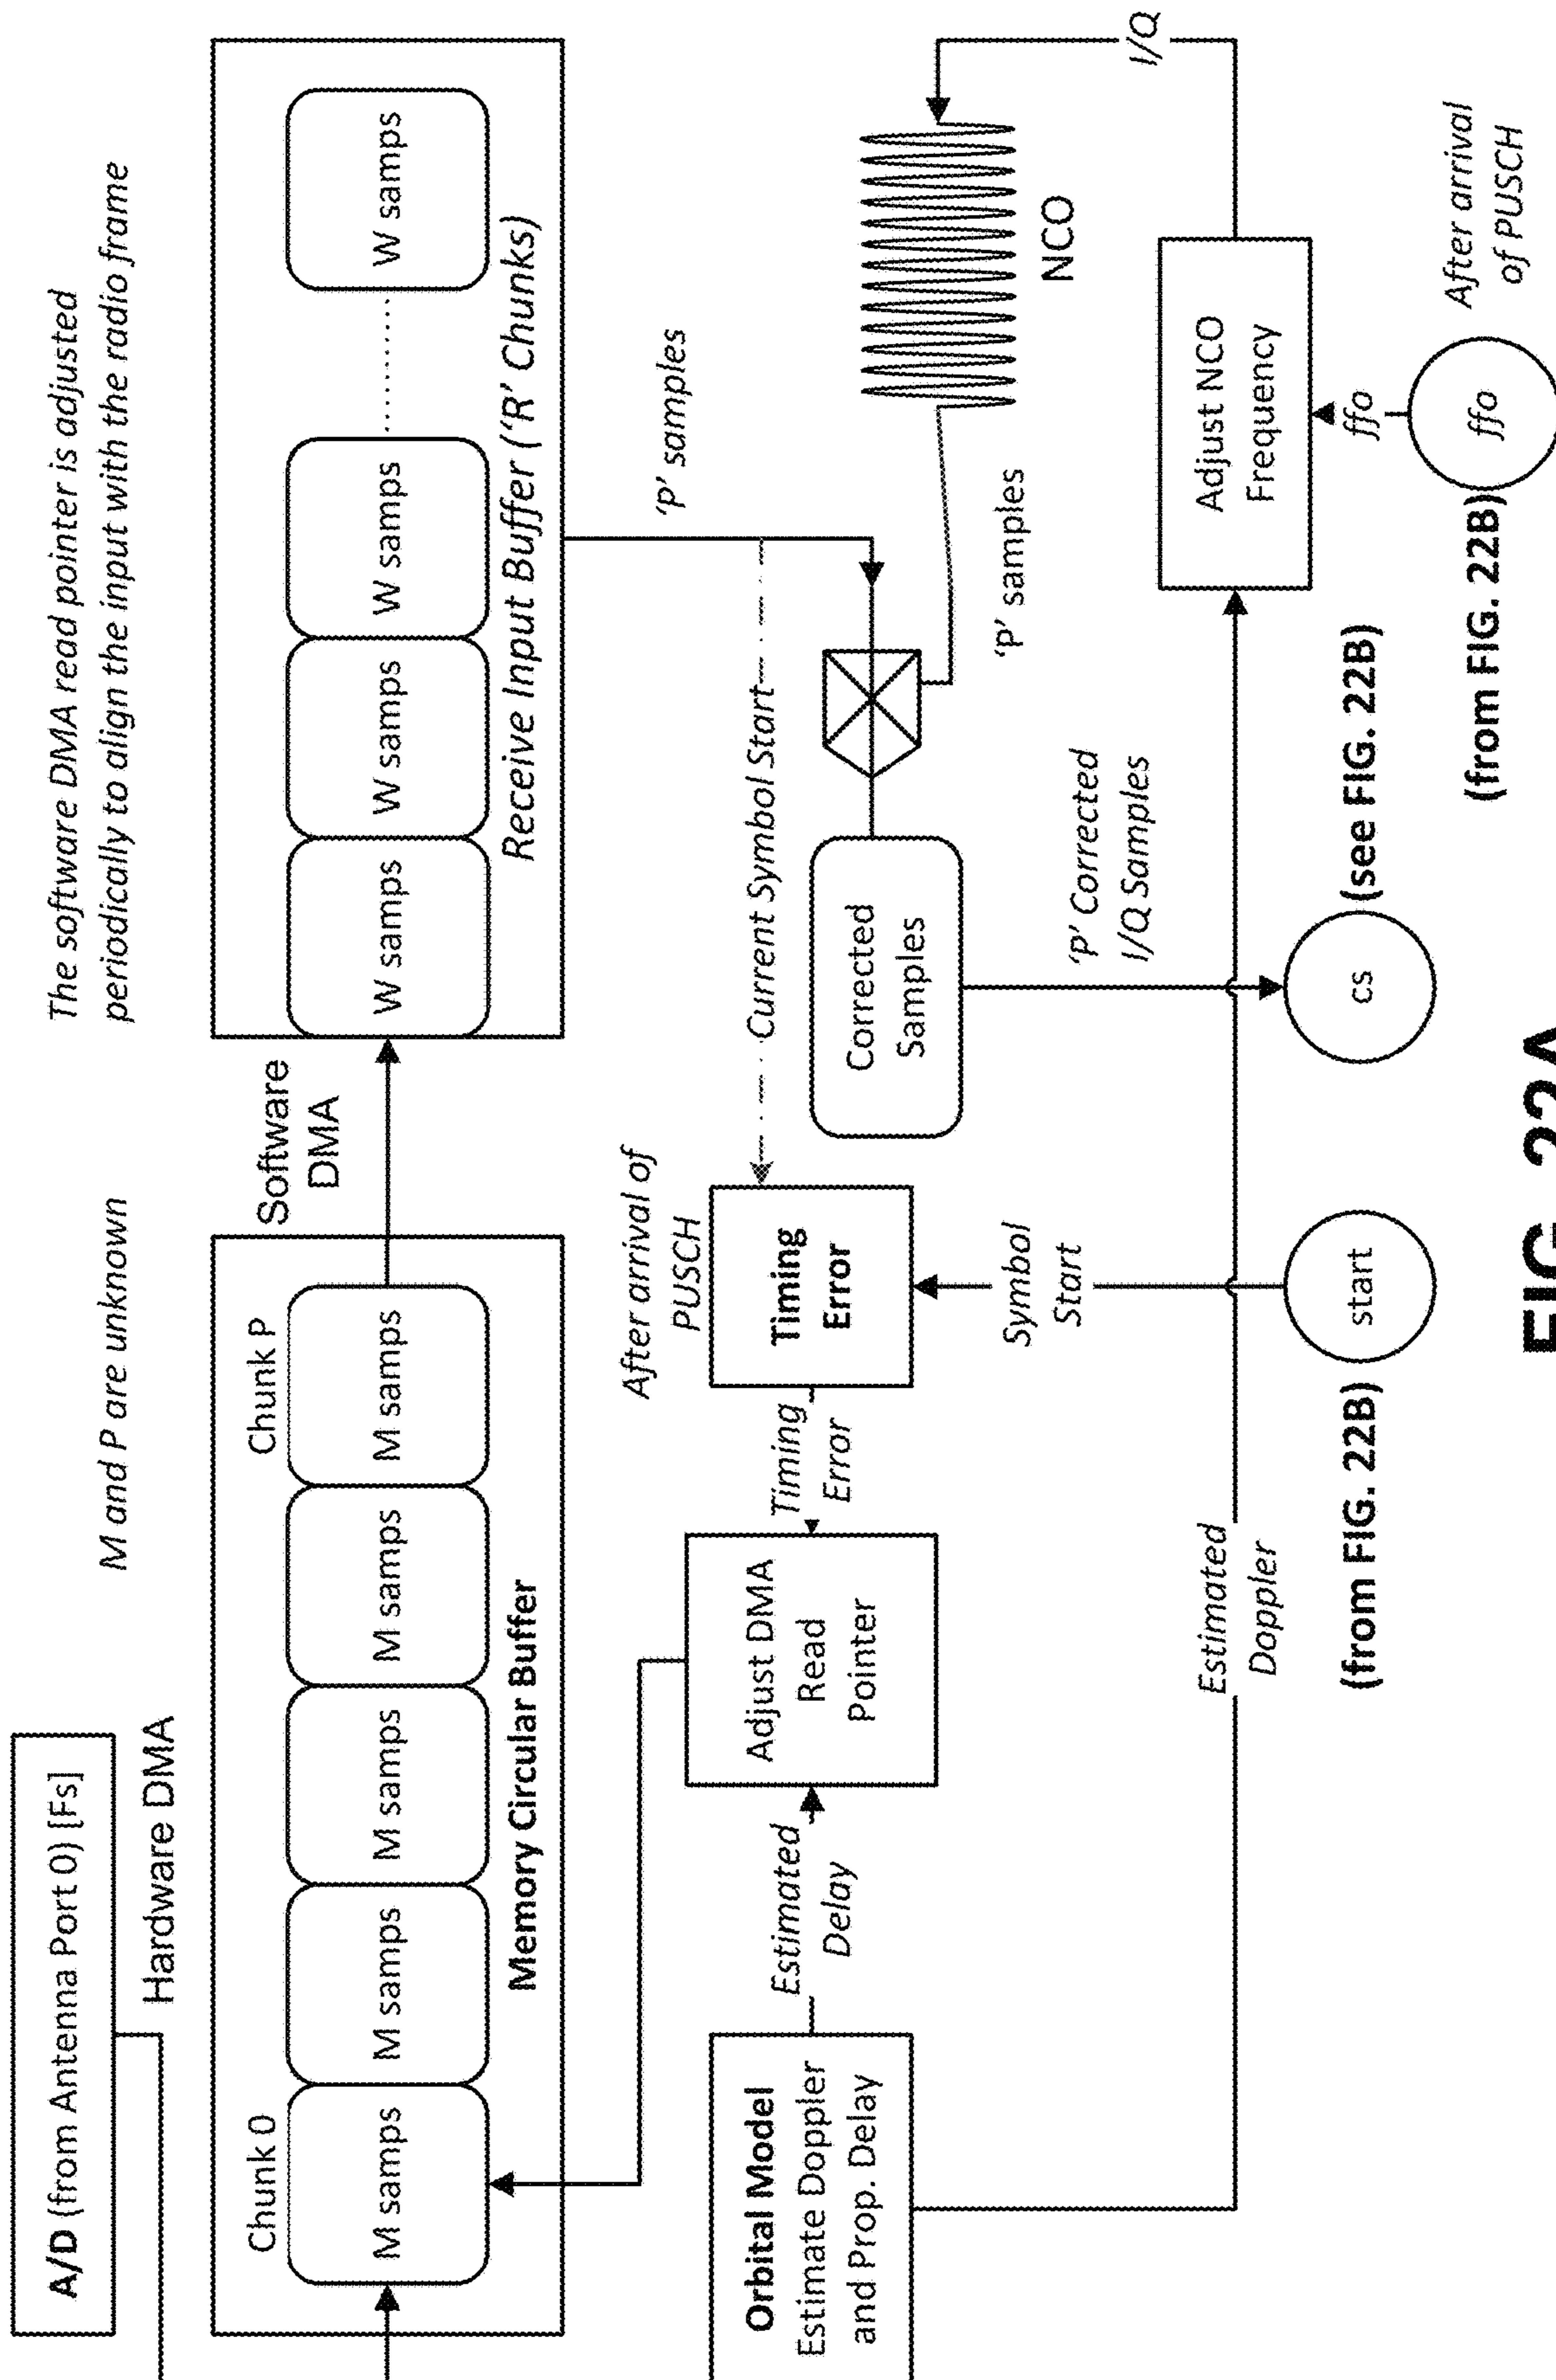 The software DMA read pointer is adjusted
periodically to align the input with the radio frame
M and P are unknown
A/D (from Antenna Port 0) [Fs]
Hardware DMA
Chunk 0
Chunk P
M samps
M samps
M samps
M samps
M samps
Memory Circular Buffer
Software
DMA
W samps
W samps
W samps
W samps
Receive Input Buffer ('R' Chunks)
'P' samples
Orbital Model
Estimate Doppler
and Prop. Delay
Estimated
Delay
Adjust DMA
Read
Pointer
Timing
Error
After arrival of
PUSCH
Timing
Error
Current Symbol Start
Symbol
Start
Corrected
Samples
'P' samples
NCO
'P' Corrected
I/Q Samples
I/Q
Estimated
Doppler
Adjust NCO
Frequency
ffo
ffo
After arrival
of PUSCH
(from FIG. 22B)
start
cs
(see FIG. 22B)
(from FIG. 22B)
FIG. 22A